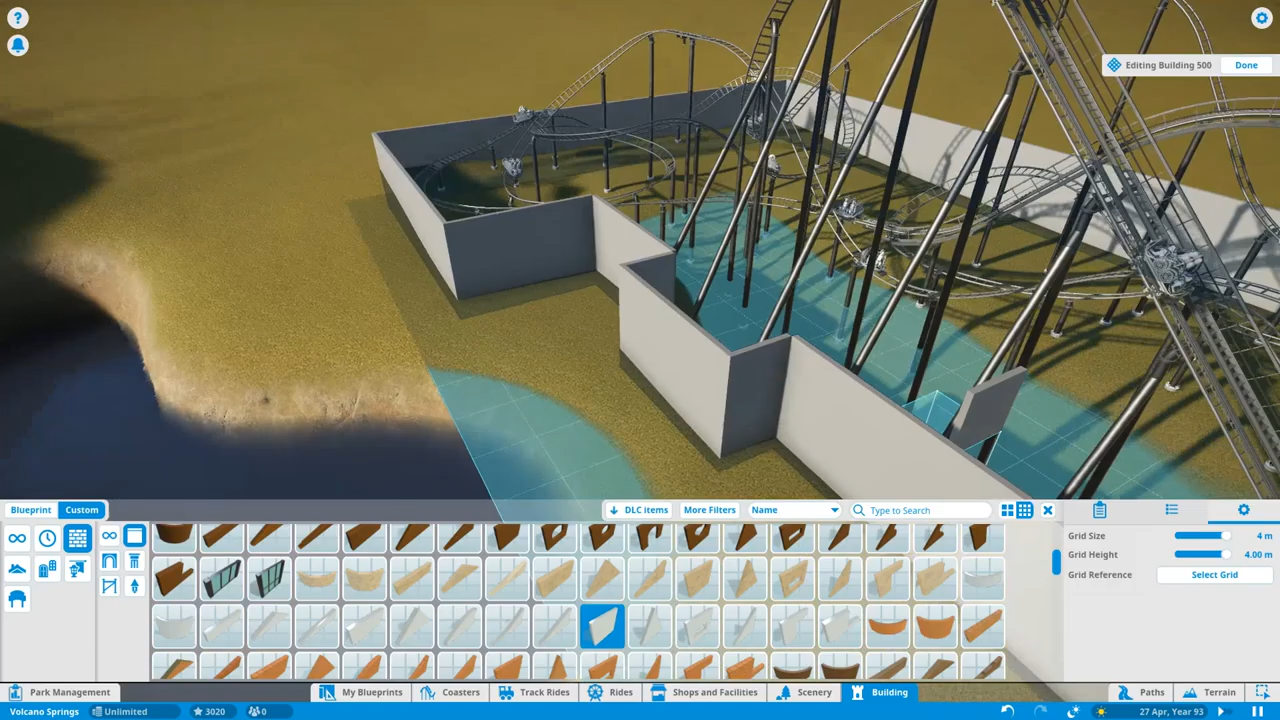 ?
Editing Building 500
Done
Blueprint
Custom
DLC items
More Filters
Name
Type to Search
Grid Size
4 m
Grid Height
4.00 m
Grid Reference
Select Grid
Park Management
My Blueprints
Coasters
Track Rides
Rides
Shops and Facilities
Scenery
Building
Paths
Terrain
Volcano Springs
Unlimited
3020
0
27 Apr, Year 93